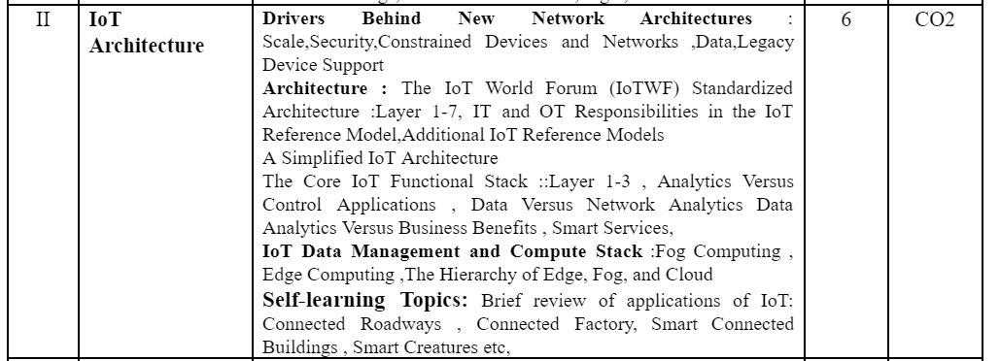 II
IoT
Architecture
Drivers Behind New Network Architectures :
Scale,Security,Constrained Devices and Networks ,Data,Legacy
Device Support
Architecture : The IoT World Forum (IoTWF) Standardized
Architecture :Layer 1-7, IT and OT Responsibilities in the IoT
Reference Model,Additional IoT Reference Models
A Simplified IoT Architecture
The Core IoT Functional Stack ::Layer 1-3 , Analytics Versus
Control Applications , Data Versus Network Analytics Data
Analytics Versus Business Benefits , Smart Services,
IoT Data Management and Compute Stack :Fog Computing ,
Edge Computing ,The Hierarchy of Edge, Fog, and Cloud
Self-learning Topics: Brief review of applications of IoT:
Connected Roadways , Connected Factory, Smart Connected
Buildings , Smart Creatures etc,
6
CO2